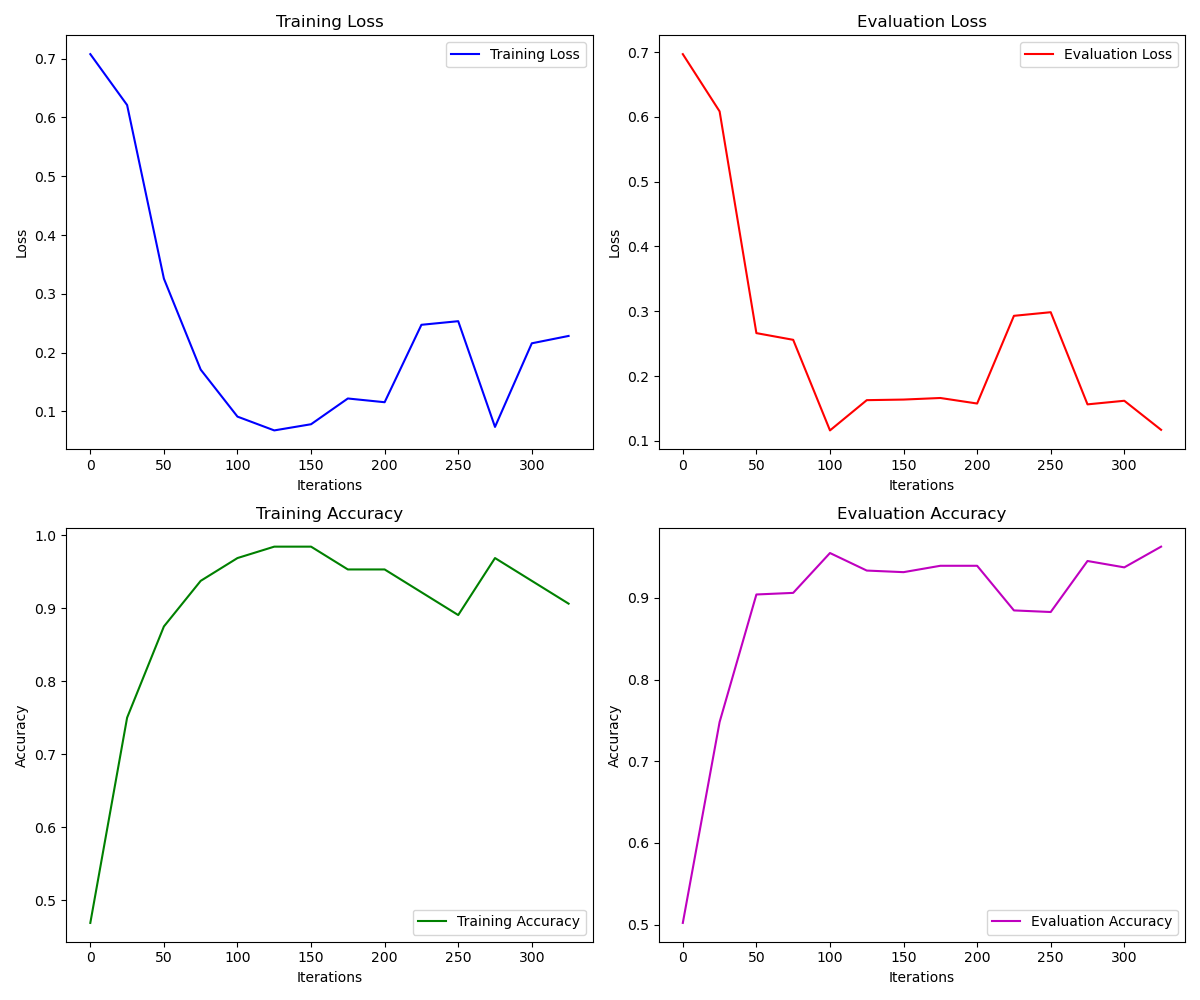 Training Loss
Training Loss
0.7
0.6
0.5
0.4
0.3
0.2
0.1
Loss
0 50 100 150 200 250 300
Iterations
Evaluation Loss
Evaluation Loss
0.7
0.6
0.5
0.4
0.3
0.2
0.1
Loss
0 50 100 150 200 250 300
Iterations
Training Accuracy
1.0
0.9
0.8
0.7
0.6
0.5
Accuracy
Training Accuracy
0 50 100 150 200 250 300
Iterations
Evaluation Accuracy
0.9
0.8
0.7
0.6
0.5
Accuracy
Evaluation Accuracy
0 50 100 150 200 250 300
Iterations